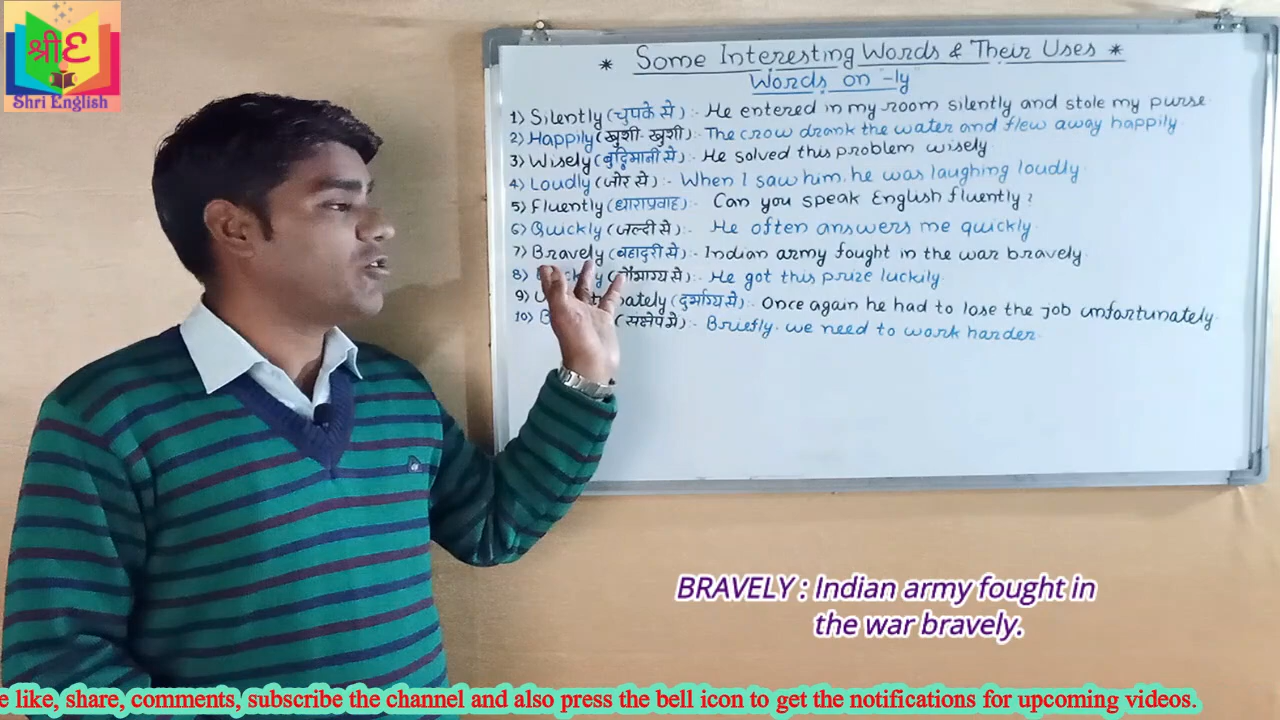 श्रीE
Shri English
* Some Interesting Words & Their Uses *
Words on "-ly"
1) Silently (चुपके से) :- He entered in my room silently and stole my purse.
2) Happily (खुशी खुशी) :- The crow drank the water and flew away happily.
3) Wisely (बुद्धिमानी से) :- He solved this problem wisely.
4) Loudly (जोर से) :- When I saw him, he was laughing loudly.
5) Fluently (धाराप्रवाह) :- Can you speak English fluently?
6) Quickly (जल्दी से) :- He often answers me quickly.
7) Bravely (बहादुरी से) :- Indian army fought in the war bravely.
8) (सौभाग्य से) :- He got this prize luckily.
9) (दुर्भाग्य से) :- Once again he had to lose the job unfortunately.
10) (संक्षेप में) :- Briefly, we need to work harder.
BRAVELY : Indian army fought in
the war bravely.
like, share, comments, subscribe the channel and also press the bell icon to get the notifications for upcoming videos.